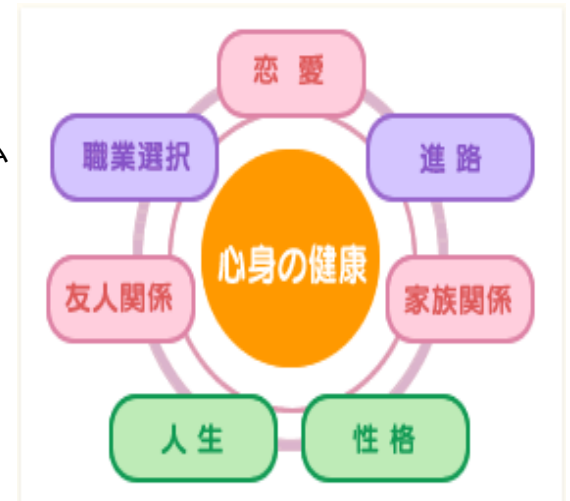 恋 愛
職業選択
進 路
心身の健康
友人関係
家族関係
人 生
性 格